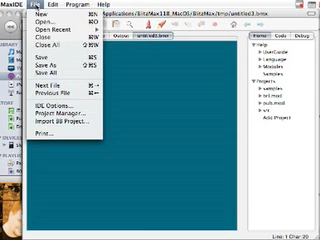 MaxIDE File Edit Program Help
Applications/BlitzMax118_MacOS/BlitzMax/tmp/untitled3.bmx
New ⌘N
Open... ⌘O
Open Recent
Close ⌘W
Close All
Save ⌘S
Save As
Save All
Next File
Previous File
IDE Options...
Project Manager...
Import BB Project...
Print...
Output untitled3.bmx
Home Code Debug
Help
UserGuide
Language
Modules
Samples
Projects
samples
brl.mod
pub.mod
src
Add Project
Line: 1 Char 20